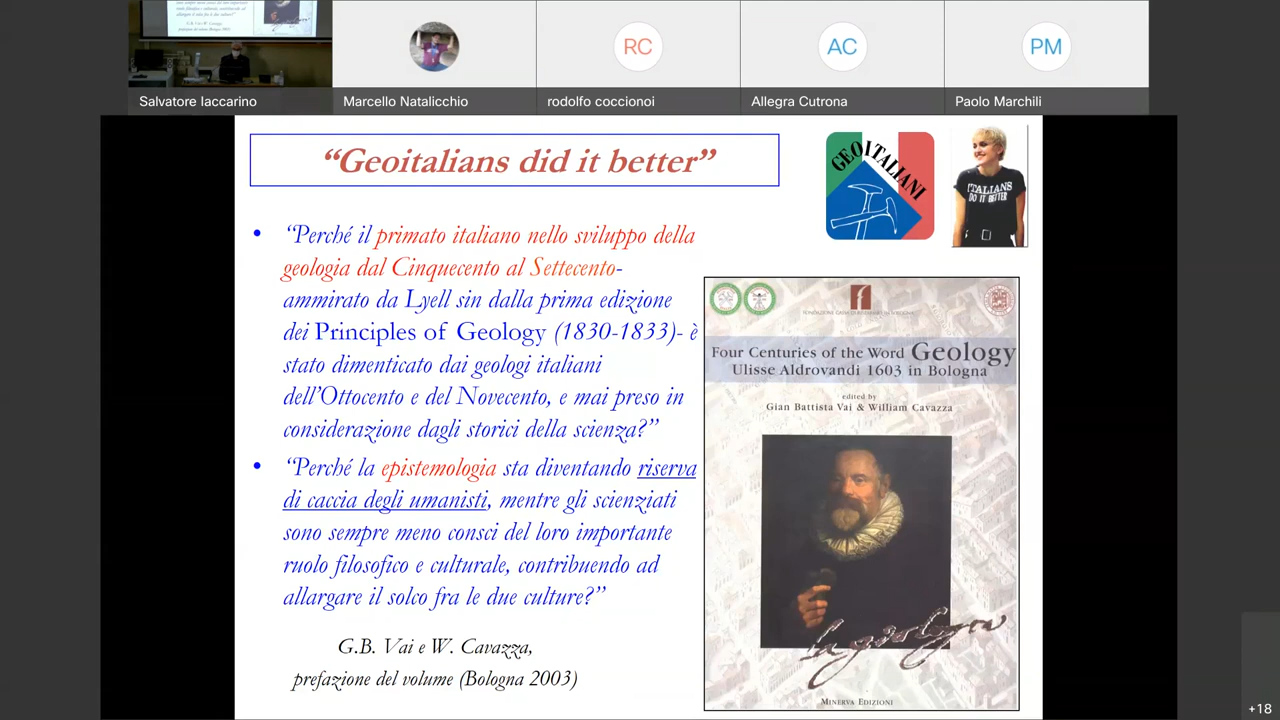 Salvatore Iaccarino
Marcello Natalicchio
RC
rodolfo coccionoi
AC
Allegra Cutrona
PM
Paolo Marchili
“Geoitalians did it better”
GEOITALIANI
ITALIANS
DO IT BETTER
• “Perché il primato italiano nello sviluppo della
geologia dal Cinquecento al Settecento-
ammirato da Lyell sin dalla prima edizione
dei Principles of Geology (1830-1833)- è
stato dimenticato dai geologi italiani
dell’Ottocento e del Novecento, e mai preso in
considerazione dagli storici della scienza?”
• “Perché la epistemologia sta diventando riserva
di caccia degli umanisti, mentre gli scienziati
sono sempre meno consci del loro importante
ruolo filosofico e culturale, contribuendo ad
allargare il solco fra le due culture?”
G.B. Vai e W. Cavazza,
prefazione del volume (Bologna 2003)
Four Centuries of the Word Geology
Ulisse Aldrovandi 1603 in Bologna
edited by
Gian Battista Vai & William Cavazza
la geologia
MINERVA EDIZIONI
+18